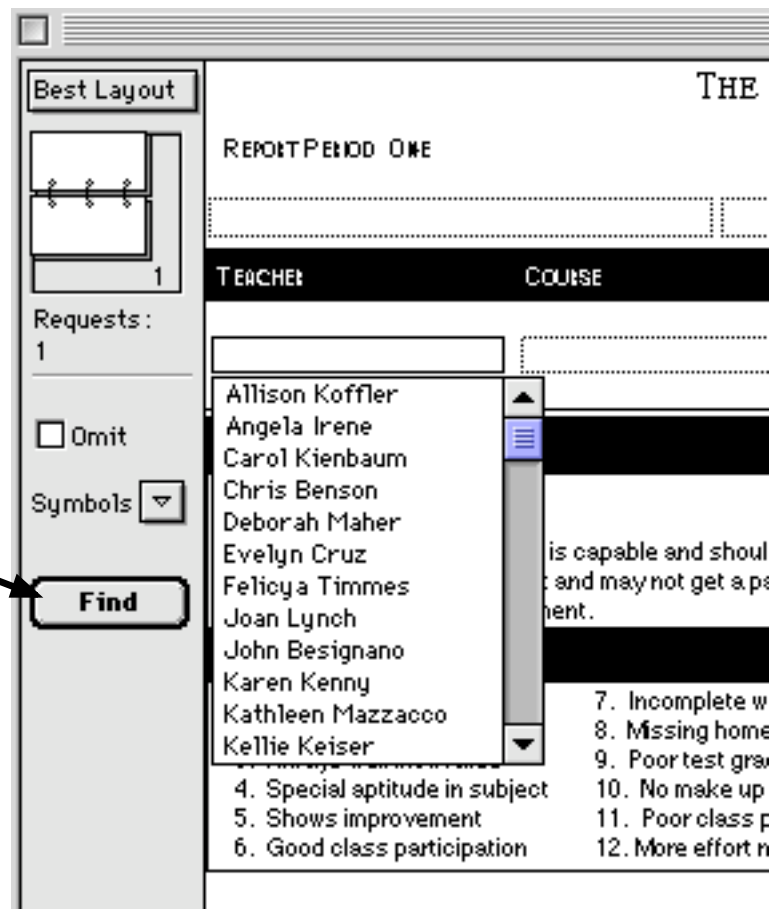 Best Layout
1
Requests:
1
Omit
Symbols
Find
THE
REPORT PERIOD ONE
TEACHER COURSE
Allison Koffler
Angela Irene
Carol Kienbaum
Chris Benson
Deborah Maher
Evelyn Cruz
Felicya Timmes
Joan Lynch
John Besignano
Karen Kenny
Kathleen Mazzacco
Kellie Keiser
is capable and shoul
and may not get a pa
ent.
4. Special aptitude in subject
5. Shows improvement
6. Good class participation
7. Incomplete w
8. Missing home
9. Poor test gra
10. No make up
11. Poor class p
12. More effort n